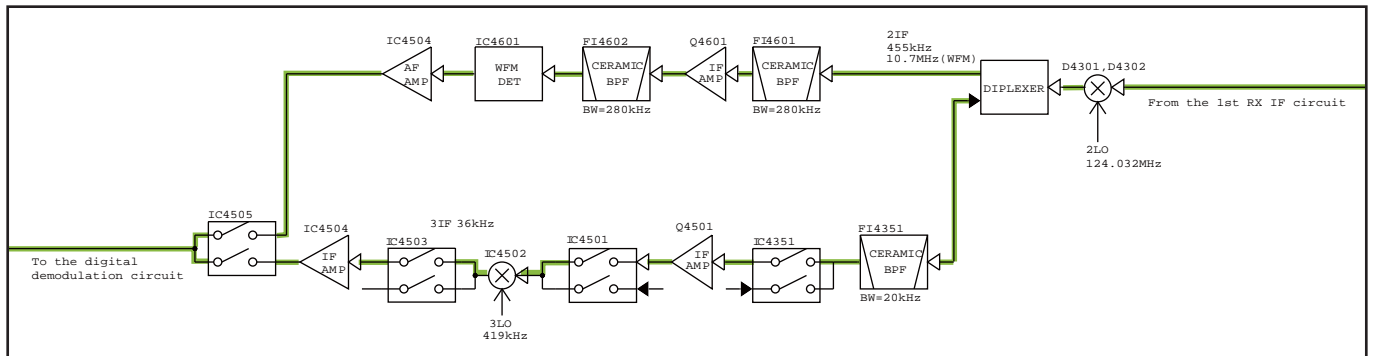 IC4504
AF
AMP
IC4601
WFM
DET
FI4602
CERAMIC
BPF
BW=280kHz
Q4601
IF
AMP
FI4601
CERAMIC
BPF
BW=280kHz
2IF
455kHz
10.7MHz(WFM)
DIPLEXER
D4301,D4302
2LO
124.032MHz
From the 1st RX IF circuit
IC4505
To the digital
demodulation circuit
IC4504
IF
AMP
3IF 36kHz
IC4503
IC4502
3LO
419kHz
IC4501
Q4501
IF
AMP
IC4351
FI4351
CERAMIC
BPF
BW=20kHz